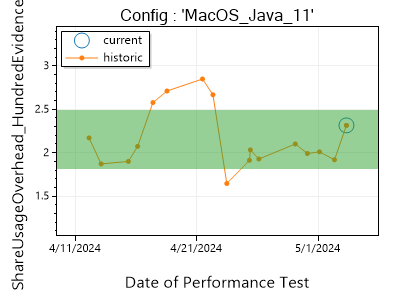 Config : 'MacOS_Java_11'
current
historic
ShareUsageOverhead_HundredEvidence
3
2.5
2
1.5
4/11/2024
4/21/2024
5/1/2024
Date of Performance Test